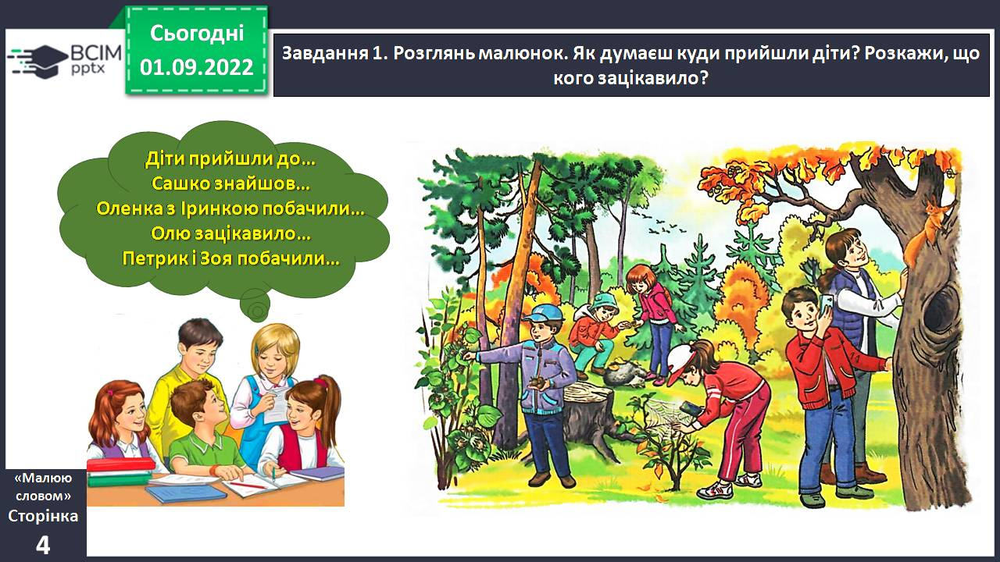 Сьогодні
01.09.2022
BCIM
pptx
Завдання 1. Розглянь малюнок. Як думаєш куди прийшли діти? Розкажи, що
кого зацікавило?
Діти прийшли до...
Сашко знайшов...
Оленка з Іринкою побачили...
Олю зацікавило...
Петрик і Зоя побачили...
«Малюю
словом»
Сторінка
4